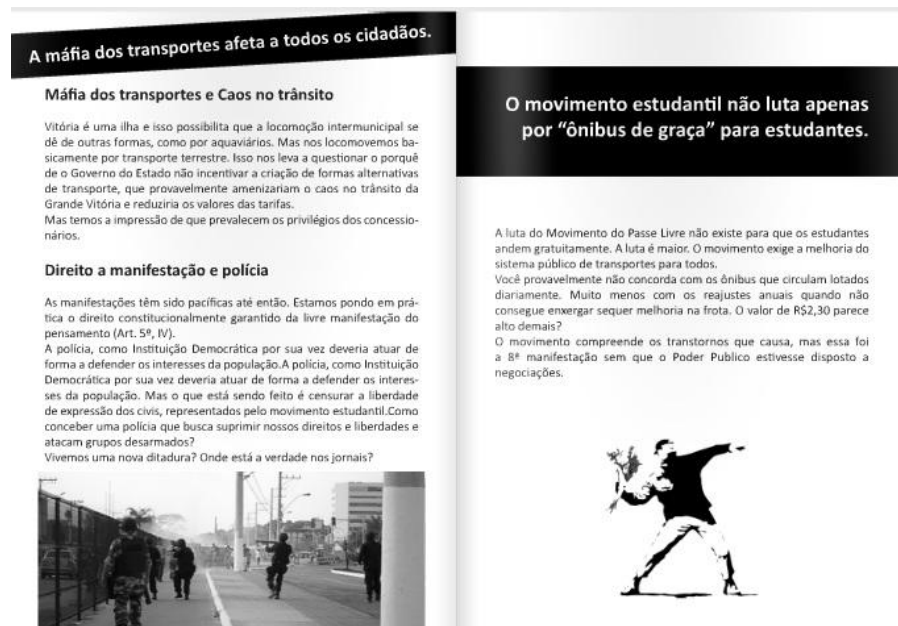 A máfia dos transportes afeta a todos os cidadãos.
Máfia dos transportes e Caos no trânsito
Vitória é uma ilha e isso possibilita que a locomoção intermunicipal se
dê de outras formas, como por aquaviários. Mas nos locomovemos ba-
sicamente por transporte terrestre. Isso nos leva a questionar o porquê
de o Governo do Estado não incentivar a criação de formas alternativas
de transporte, que provavelmente amenizariam o caos no trânsito da
Grande Vitória e reduziria os valores das tarifas.
Mas temos a impressão de que prevalecem os privilégios dos concessio-
nários.
Direito a manifestação e polícia
As manifestações têm sido pacíficas até então. Estamos pondo em prá-
tica o direito constitucionalmente garantido da livre manifestação do
pensamento (Art. 5º, IV).
A polícia, como Instituição Democrática por sua vez deveria atuar de
forma a defender os interesses da população.A polícia, como Instituição
Democrática por sua vez deveria atuar de forma a defender os interes-
ses da população. Mas o que está sendo feito é censurar a liberdade
de expressão dos civis, representados pelo movimento estudantil.Como
conceber uma polícia que busca suprimir nossos direitos e liberdades e
atacam grupos desarmados?
Vivemos uma nova ditadura? Onde está a verdade nos jornais?
O movimento estudantil não luta apenas
por “ônibus de graça” para estudantes.
A luta do Movimento do Passe Livre não existe para que os estudantes
andem gratuitamente. A luta é maior. O movimento exige a melhoria do
sistema público de transportes para todos.
Você provavelmente não concorda com os ônibus que circulam lotados
diariamente. Muito menos com os reajustes anuais quando não
consegue enxergar sequer melhoria na frota. O valor de R$2,30 parece
alto demais?
O movimento compreende os transtornos que causa, mas essa foi
a 8ª manifestação sem que o Poder Publico estivesse disposto a
negociações.